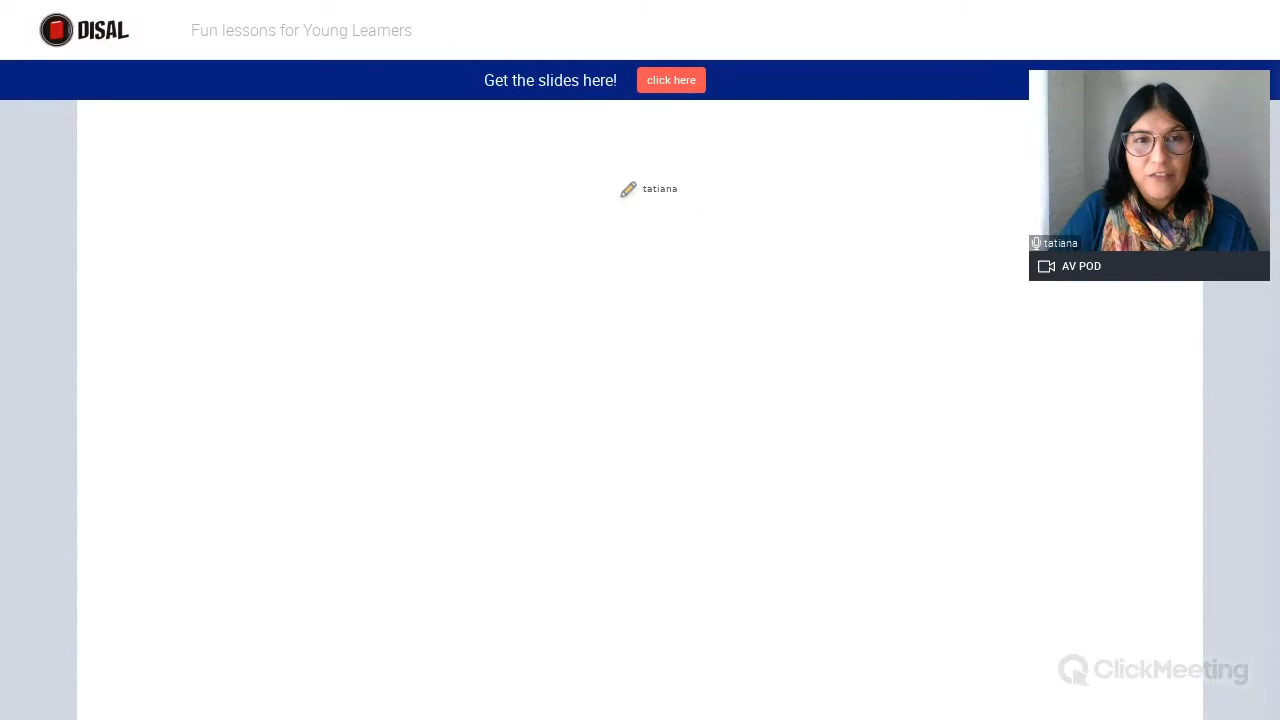 DISAL
Fun lessons for Young Learners
Get the slides here!
click here
tatiana
tatiana
AV POD
ClickMeeting